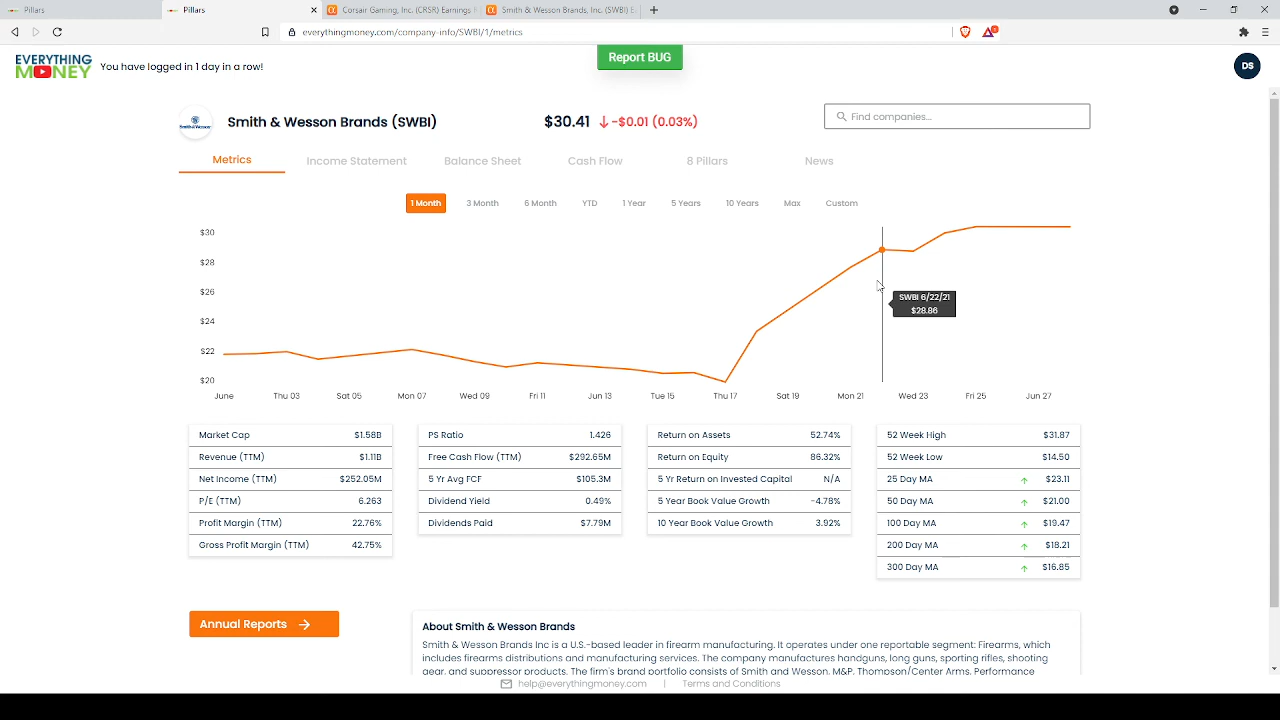 Pillars
Pillars
Corsair Gaming, Inc. (CRSR) Earnings
Smith & Wesson Brands, Inc. (SWBI) E
everythingmoney.com/company-info/SWBI/1/metrics
EVERYTHING
MONEY
You have logged in 1 day in a row!
Report BUG
DS
Smith & Wesson
Smith & Wesson Brands (SWBI)
$30.41
-$0.01 (0.03%)
Find companies...
Metrics
Income Statement
Balance Sheet
Cash Flow
8 Pillars
News
1 Month
3 Month
6 Month
YTD
1 Year
5 Years
10 Years
Max
Custom
$30
$28
$26
$24
$22
$20
SWBI 6/22/21
$28.86
June
Thu 03
Sat 05
Mon 07
Wed 09
Fri 11
Jun 13
Tue 15
Thu 17
Sat 19
Mon 21
Wed 23
Fri 25
Jun 27
Market Cap $1.58B
Revenue (TTM) $1.11B
Net Income (TTM) $252.05M
P/E (TTM) 6.263
Profit Margin (TTM) 22.76%
Gross Profit Margin (TTM) 42.75%
PS Ratio 1.426
Free Cash Flow (TTM) $292.65M
5 Yr Avg FCF $105.3M
Dividend Yield 0.49%
Dividends Paid $7.79M
Return on Assets 52.74%
Return on Equity 86.32%
5 Yr Return on Invested Capital N/A
5 Year Book Value Growth -4.78%
10 Year Book Value Growth 3.92%
52 Week High $31.87
52 Week Low $14.50
25 Day MA $23.11
50 Day MA $21.00
100 Day MA $19.47
200 Day MA $18.21
300 Day MA $16.85
Annual Reports
About Smith & Wesson Brands
Smith & Wesson Brands Inc is a U.S.-based leader in firearm manufacturing. It operates under one reportable segment: Firearms, which
includes firearms distributions and manufacturing services. The company manufactures handguns, long guns, sporting rifles, shooting
gear, and suppressor products. The firm's brand portfolio consists of Smith and Wesson, M&P, Thompson/Center Arms, Performance
help@everythingmoney.com | Terms and Conditions